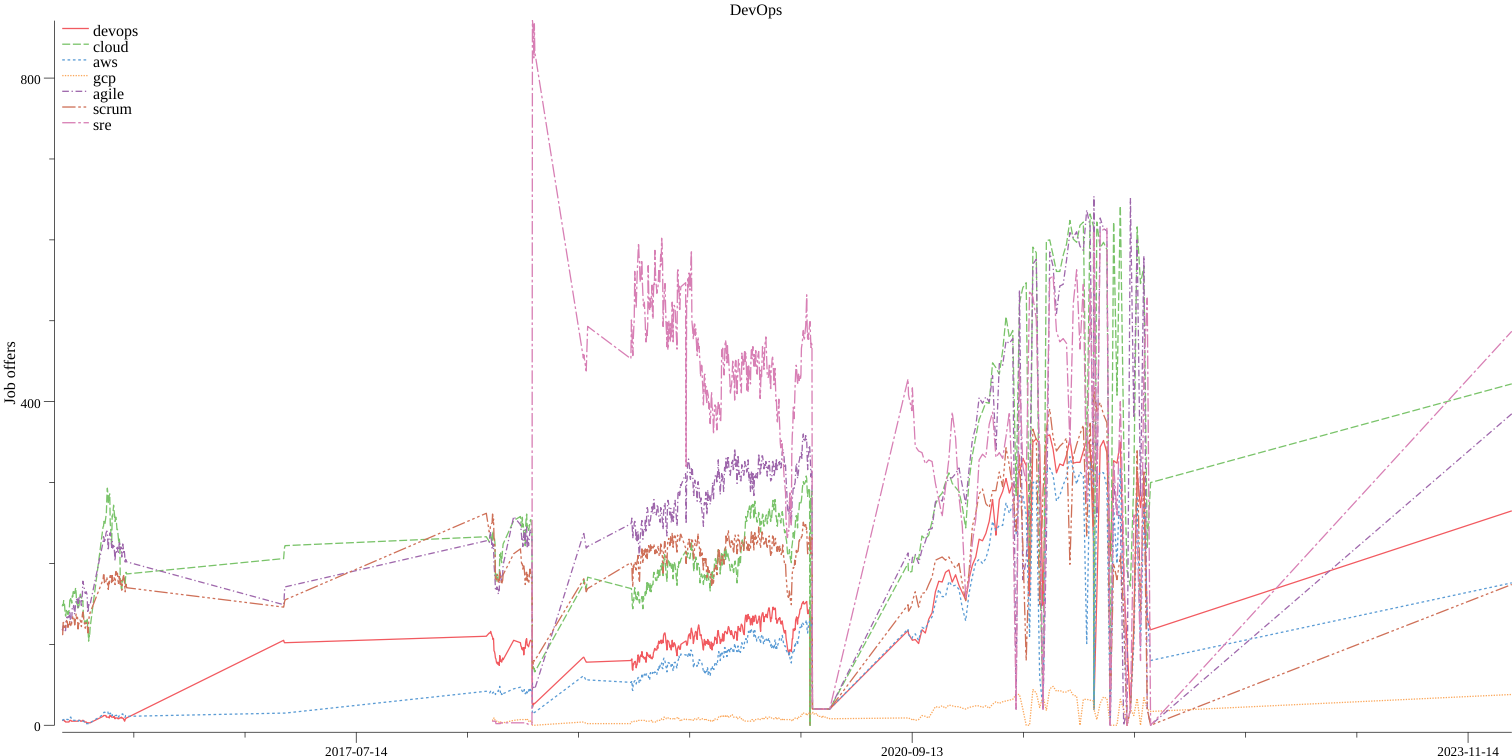 DevOps
devops
cloud
aws
gcp
agile
scrum
sre
800
400
0
Job offers
2017-07-14
2020-09-13
2023-11-14